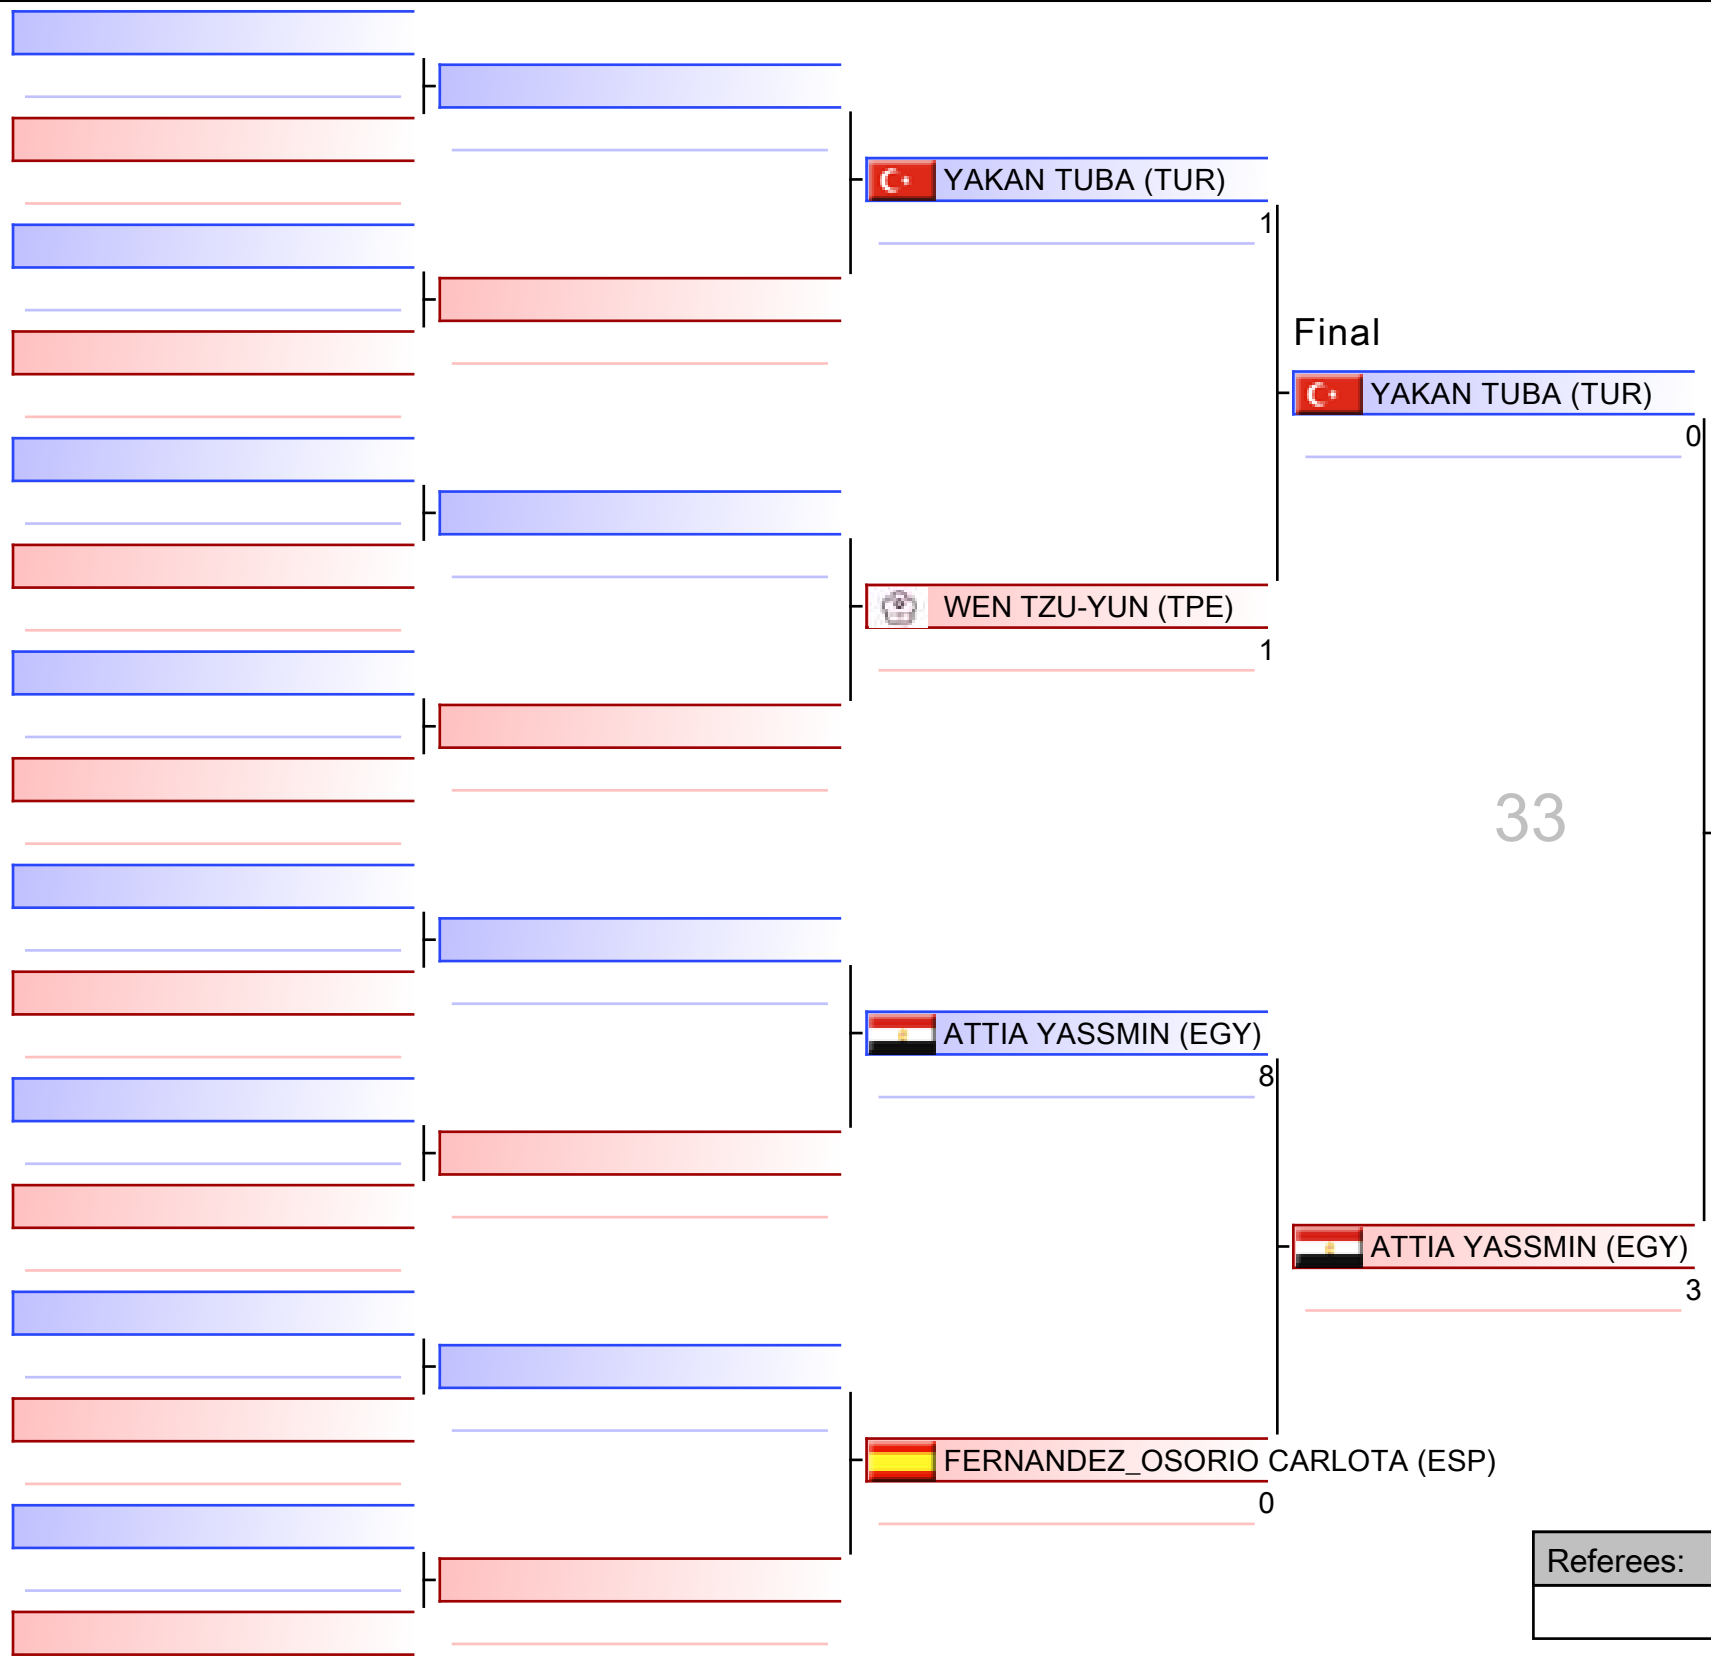 YAKAN TUBA (TUR)
1
Final
YAKAN TUBA (TUR)
0
WEN TZU-YUN (TPE)
1
33
ATTIA YASSMIN (EGY)
8
ATTIA YASSMIN (EGY)
3
FERNANDEZ_OSORIO CARLOTA (ESP)
0
Referees: